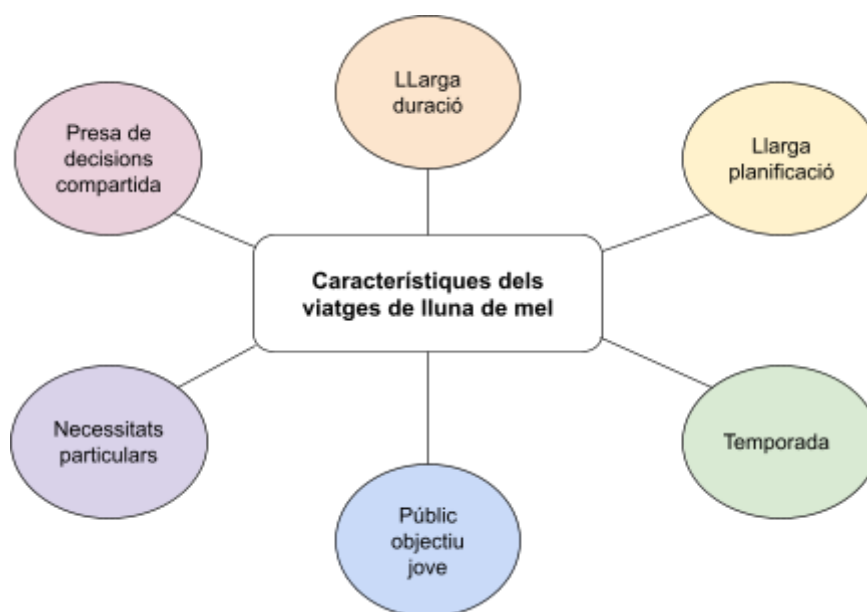 LLarga
duració
Presa de
decisions
compartida
Llarga
planificació
Característiques dels
viatges de lluna de mel
Necessitats
particulars
Temporada
Públic
objectiu
jove